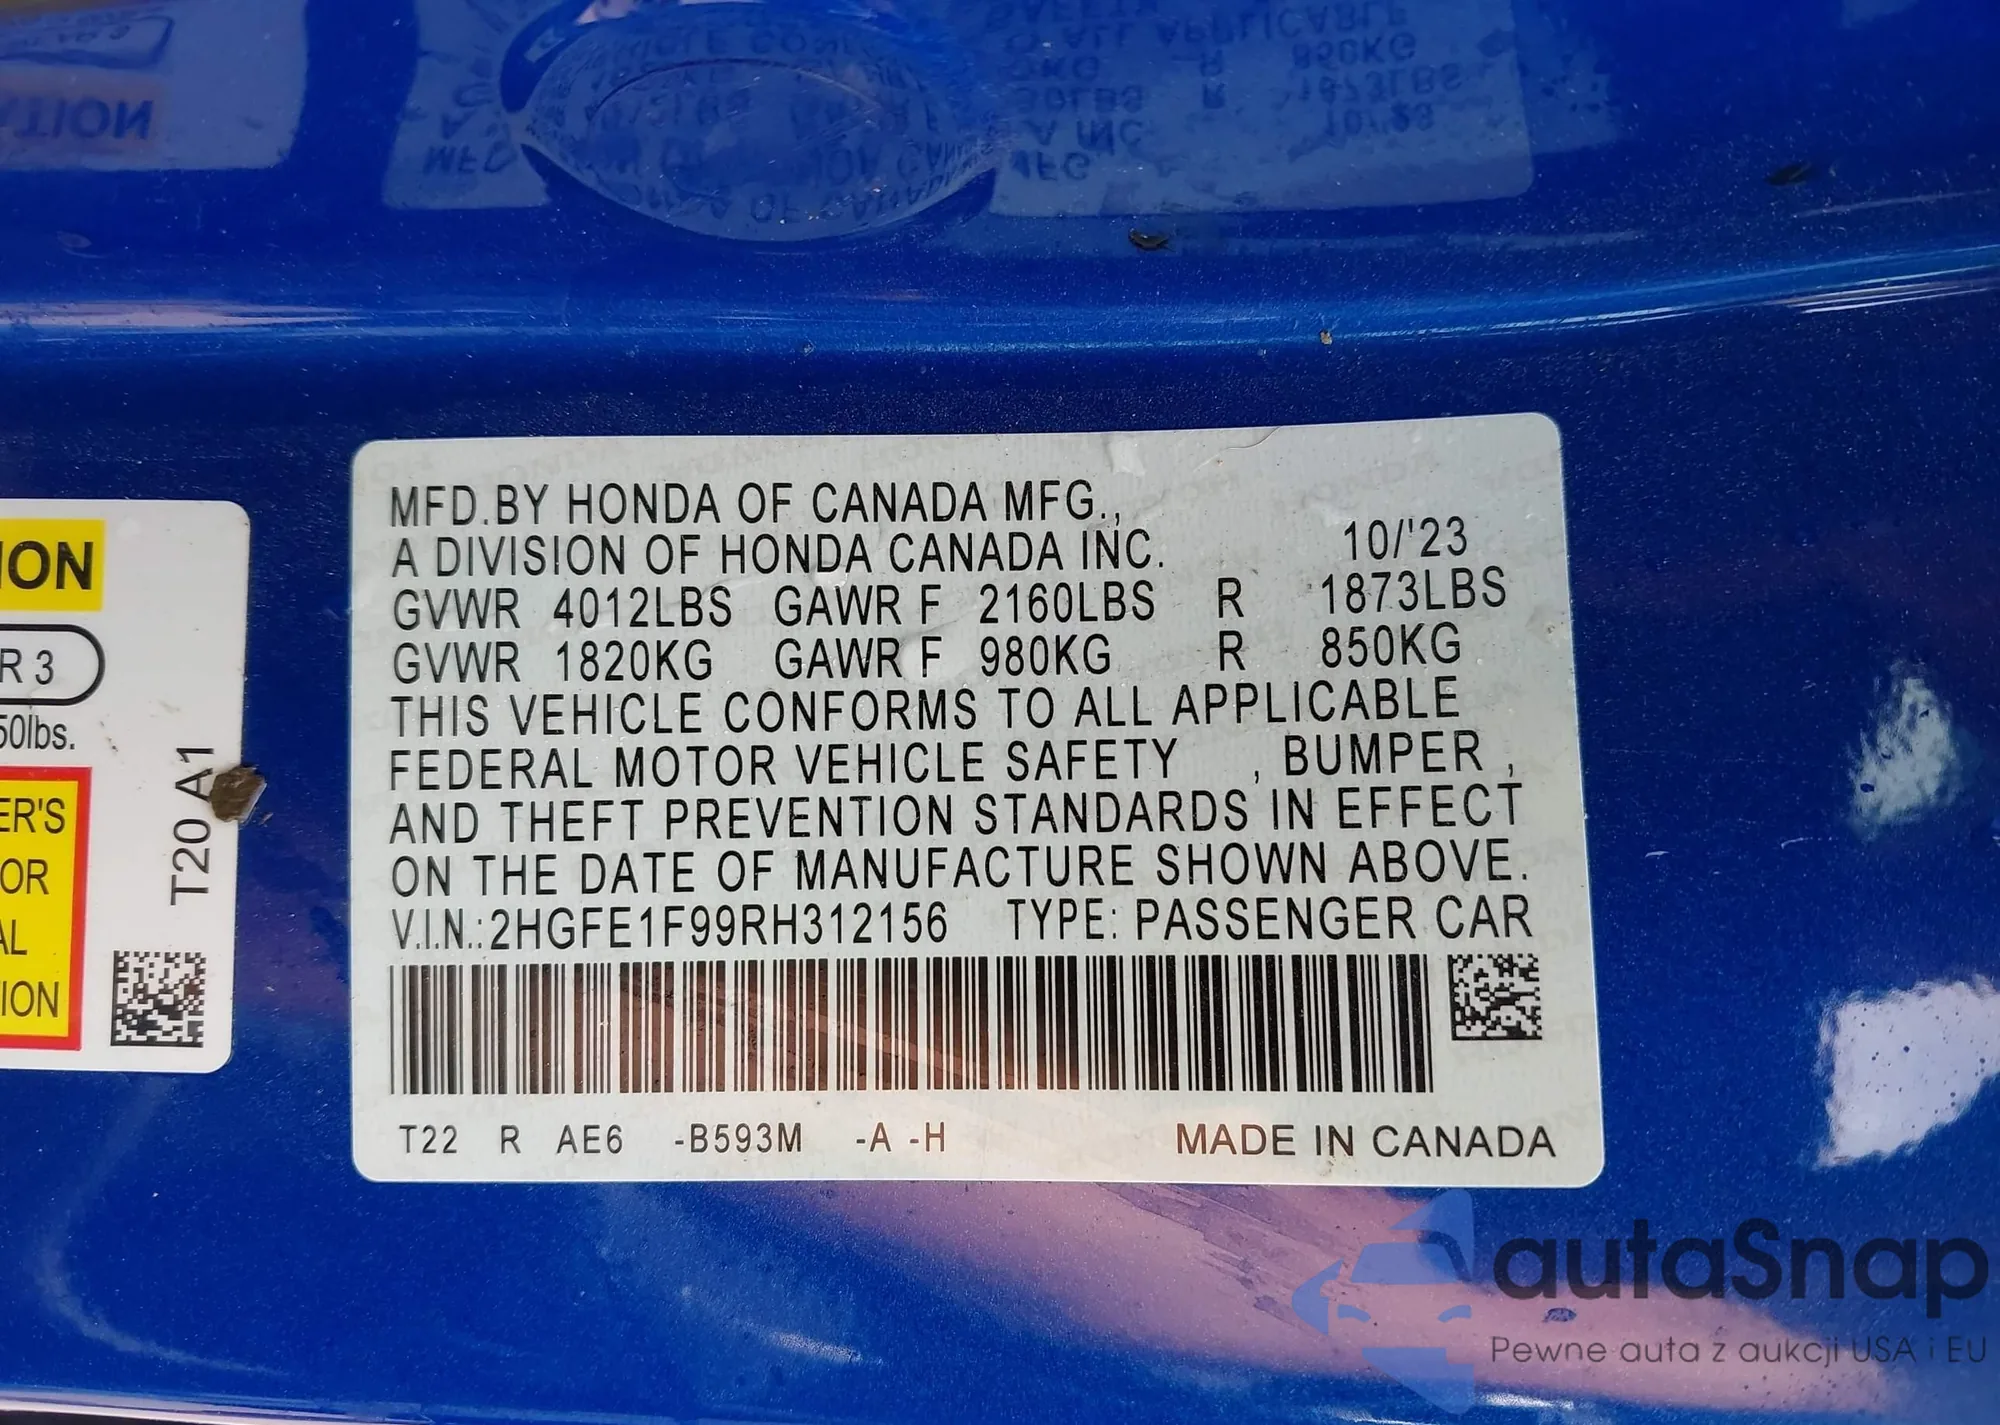 MFD.BY HONDA OF CANADA MFG.,
A DIVISION OF HONDA CANADA INC. 10/'23
GVWR 4012LBS GAWR F 2160LBS R 1873LBS
GVWR 1820KG GAWR F 980KG R 850KG
THIS VEHICLE CONFORMS TO ALL APPLICABLE
FEDERAL MOTOR VEHICLE SAFETY , BUMPER ,
AND THEFT PREVENTION STANDARDS IN EFFECT
ON THE DATE OF MANUFACTURE SHOWN ABOVE.
V.I.N.:2HGFE1F99RH312156 TYPE: PASSENGER CAR
T22 R AE6 -B593M -A -H MADE IN CANADA
ION
R 3
50lbs.
ER'S
OR
AL
ION
T20 A1
autaSnap
Pewne auta z aukcji USA i EU